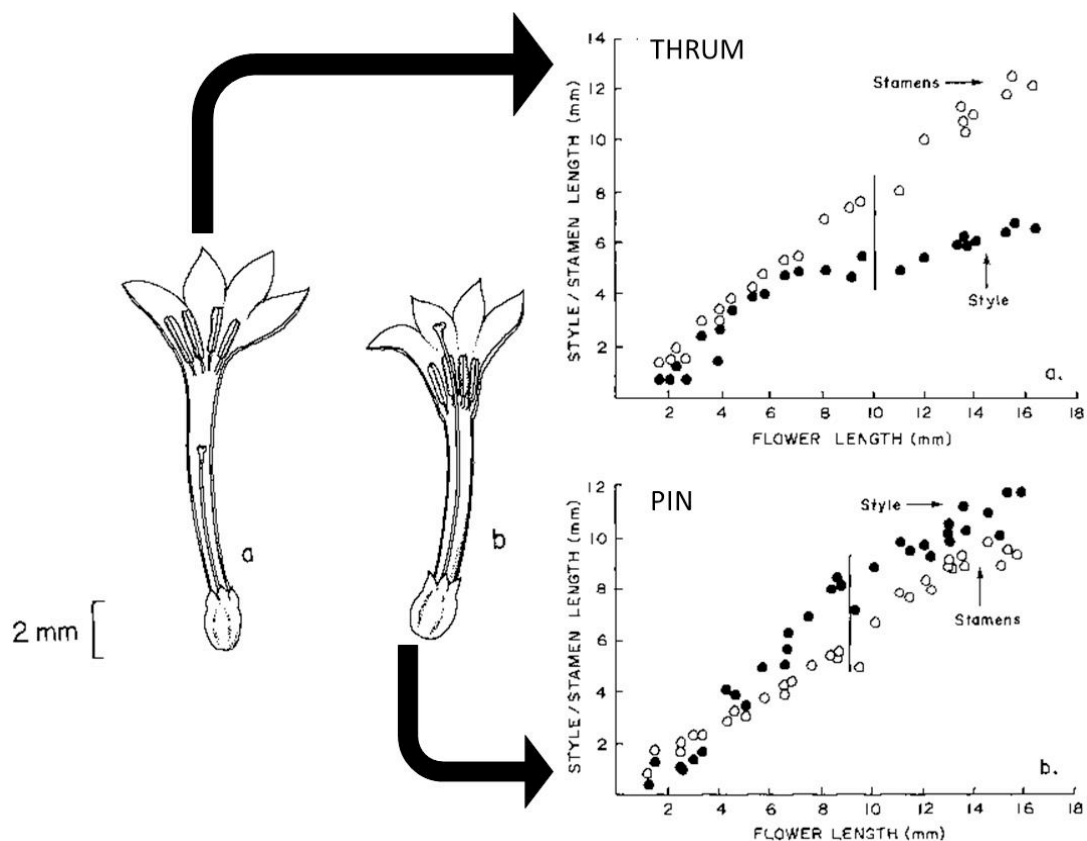 THRUM
STYLE/STAMEN LENGTH (mm)
14
12
10
8
6
4
2
Stamens
Style
a.
2 4 6 8 10 12 14 16 18
FLOWER LENGTH (mm)
a
b
2 mm
PIN
STYLE/STAMEN LENGTH (mm)
12
10
8
6
4
2
Style
Stamens
b.
2 4 6 8 10 12 14 16 18
FLOWER LENGTH (mm)